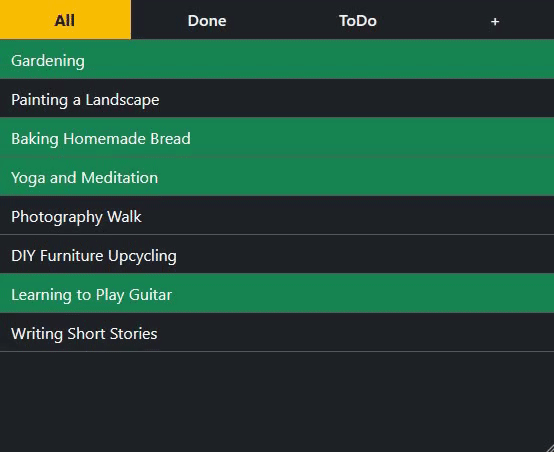 All Done ToDo +
Gardening
Painting a Landscape
Baking Homemade Bread
Yoga and Meditation
Photography Walk
DIY Furniture Upcycling
Learning to Play Guitar
Writing Short Stories